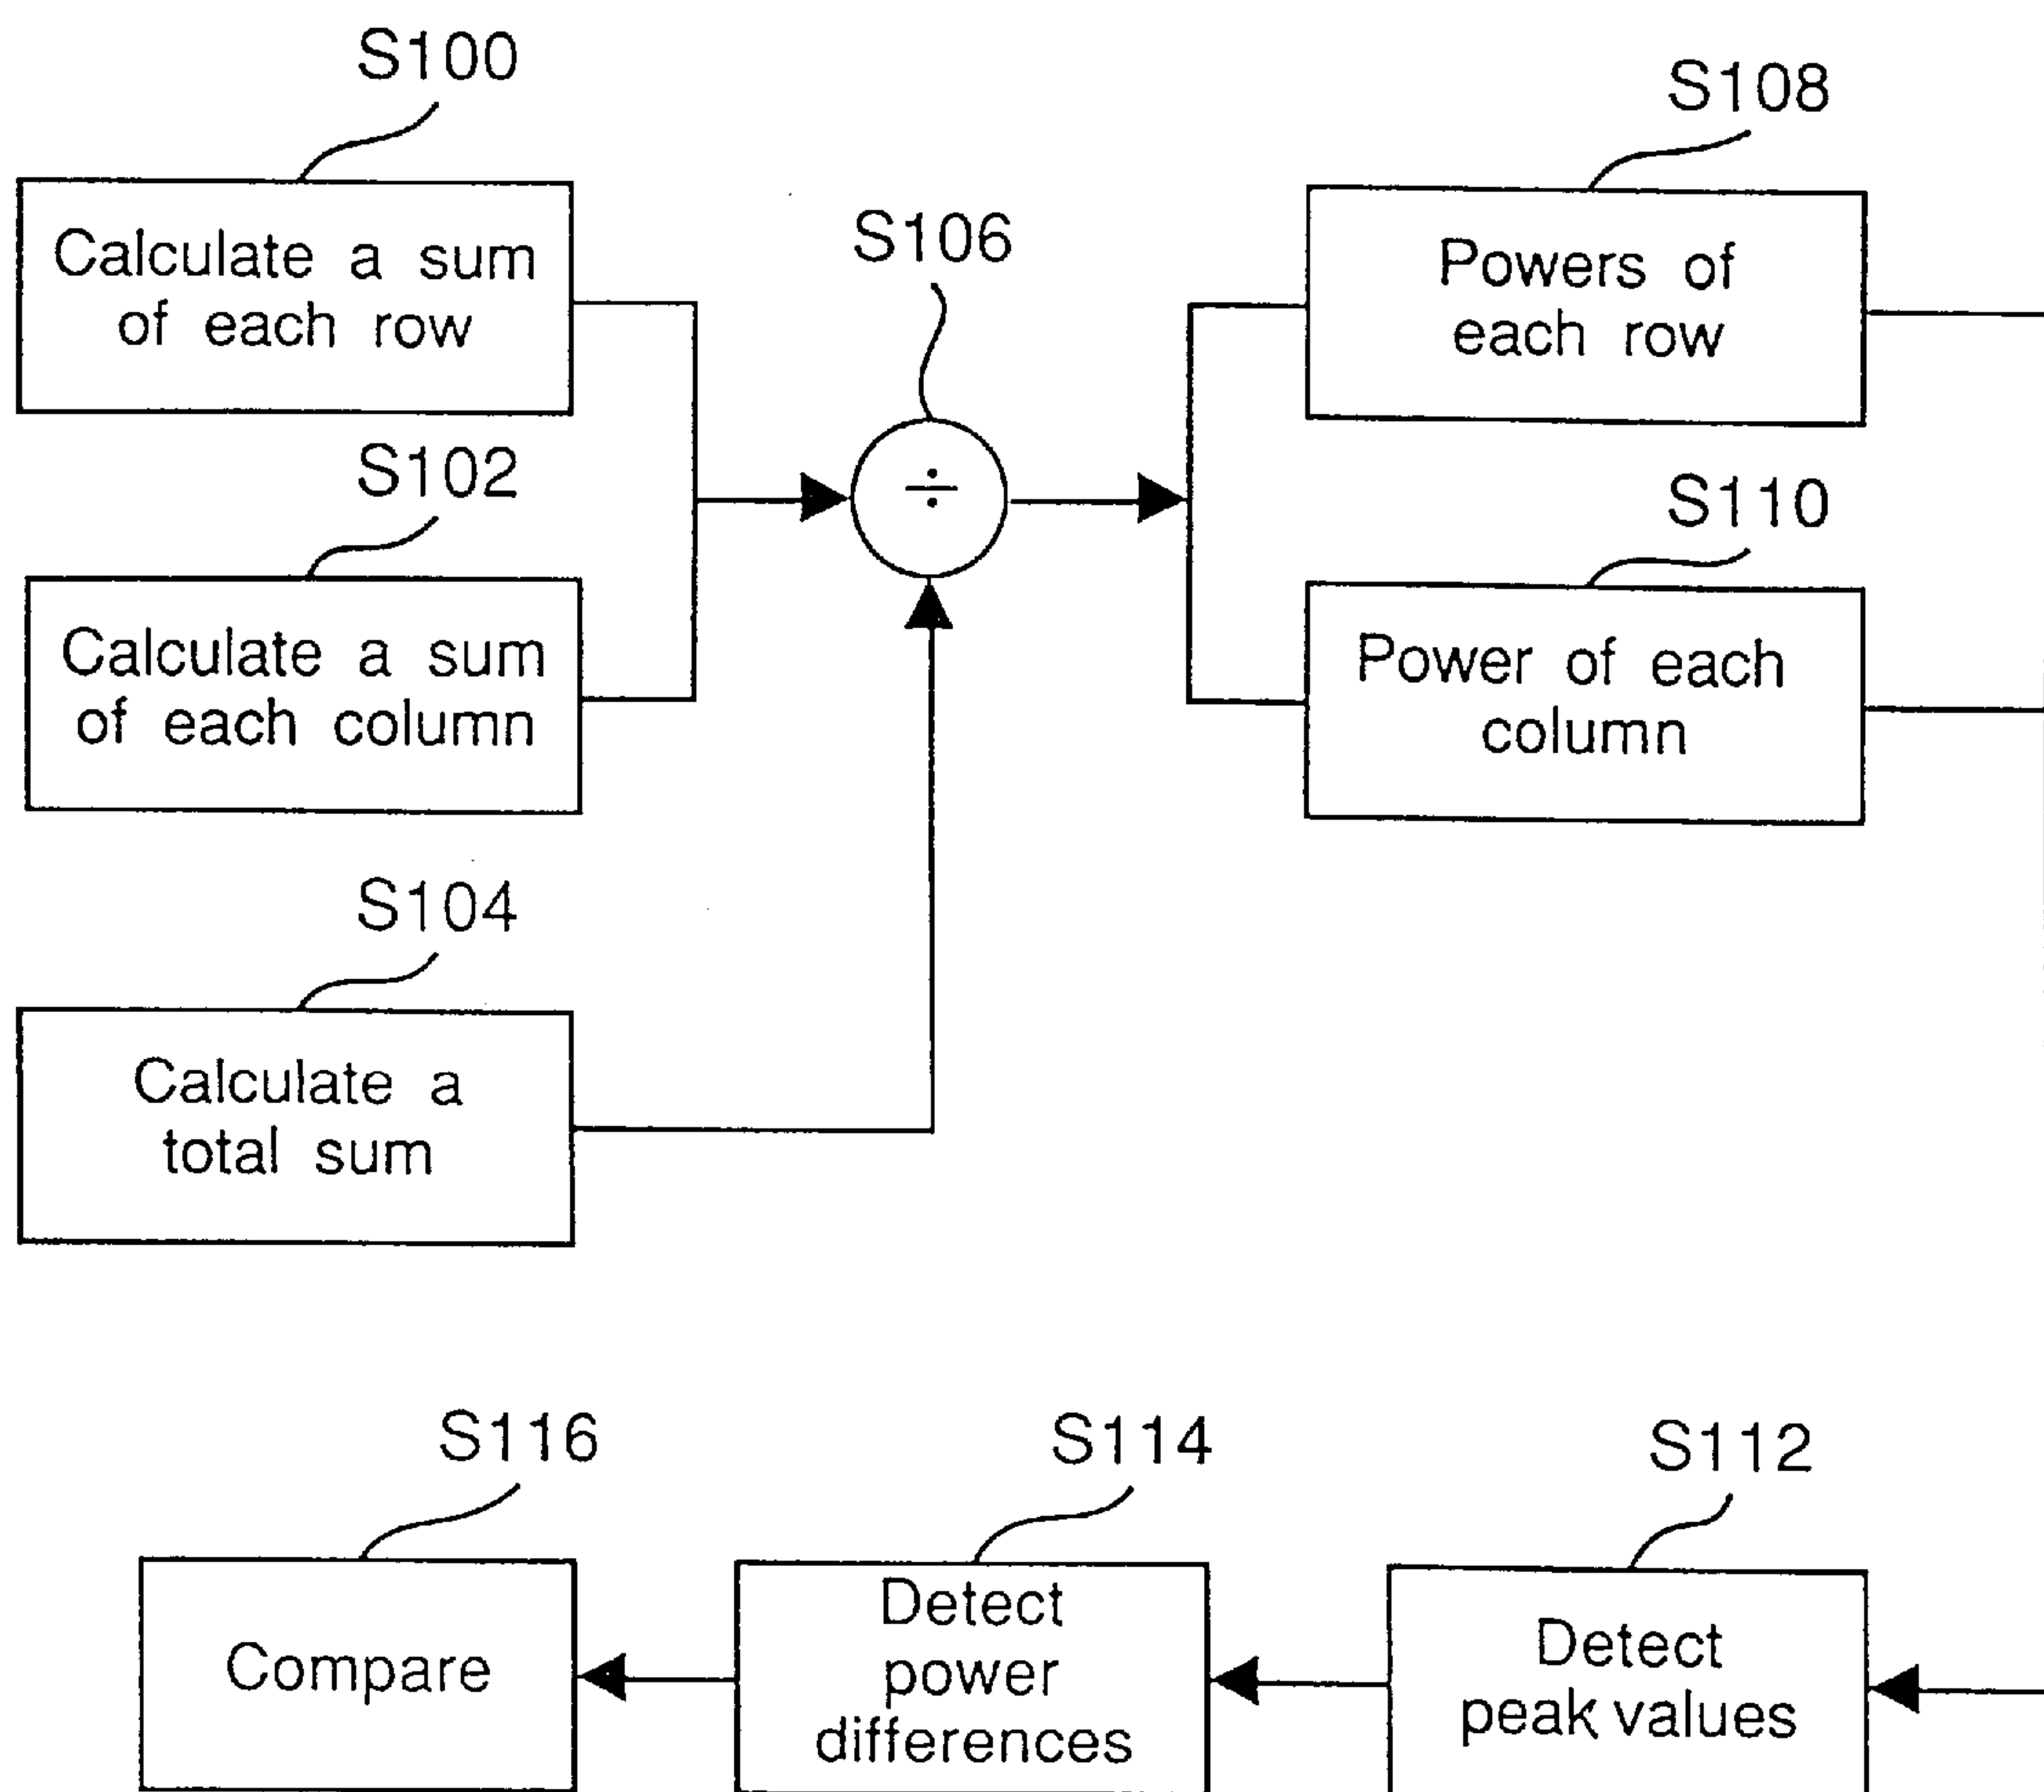 S100
Calculate a sum
of each row
S102
Calculate a sum
of each column
S104
Calculate a
total sum
S106
÷
S108
Powers of
each row
S110
Power of each
column
S112
Detect
peak values
S114
Detect
power
differences
S116
Compare